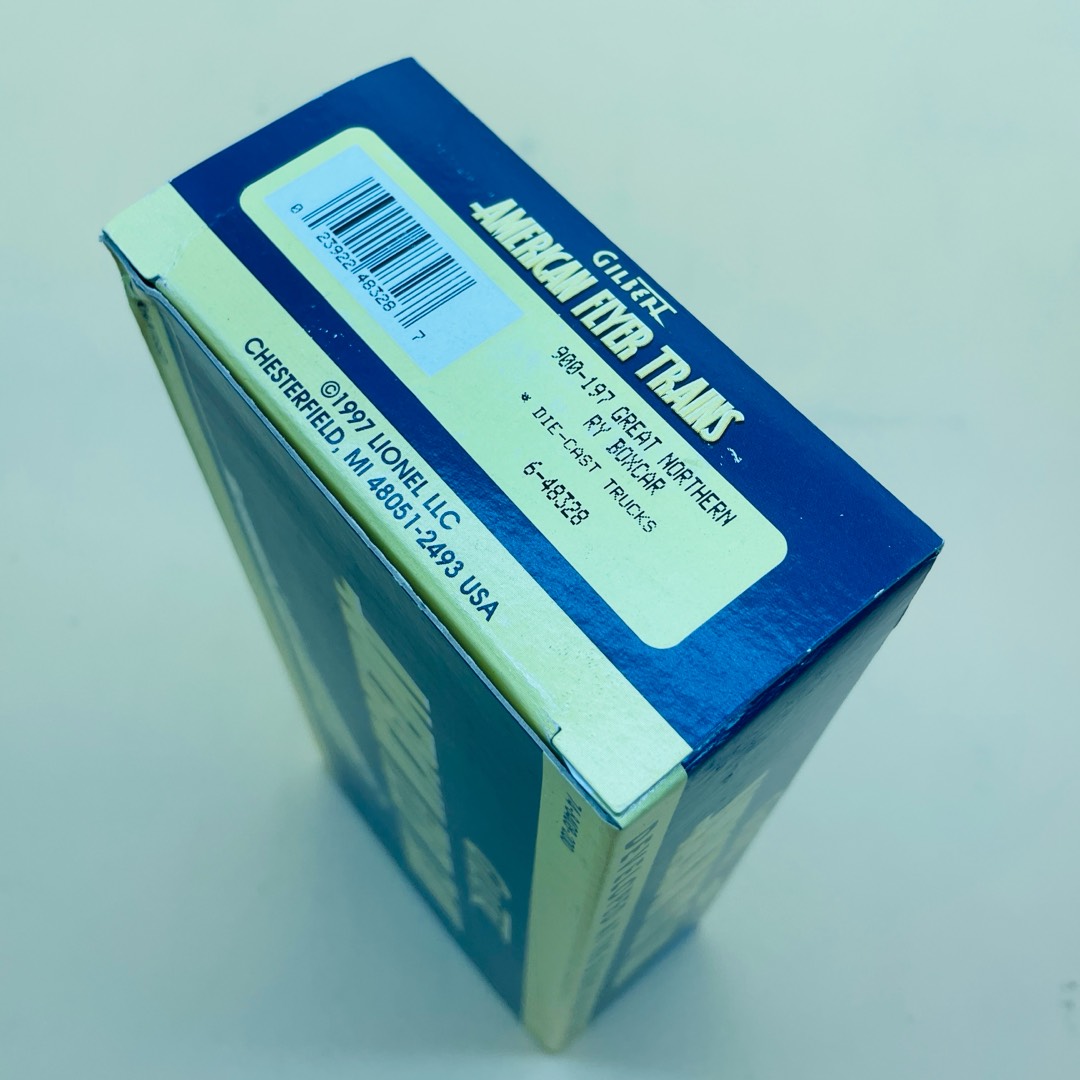 GILBERT
AMERICAN FLYER TRAINS
0 23922 48328 7
900-197 GREAT NORTHERN
RY BOXCAR
* DIE-CAST TRUCKS
6-48328
©1997 LIONEL LLC
CHESTERFIELD, MI 48051-2493 USA